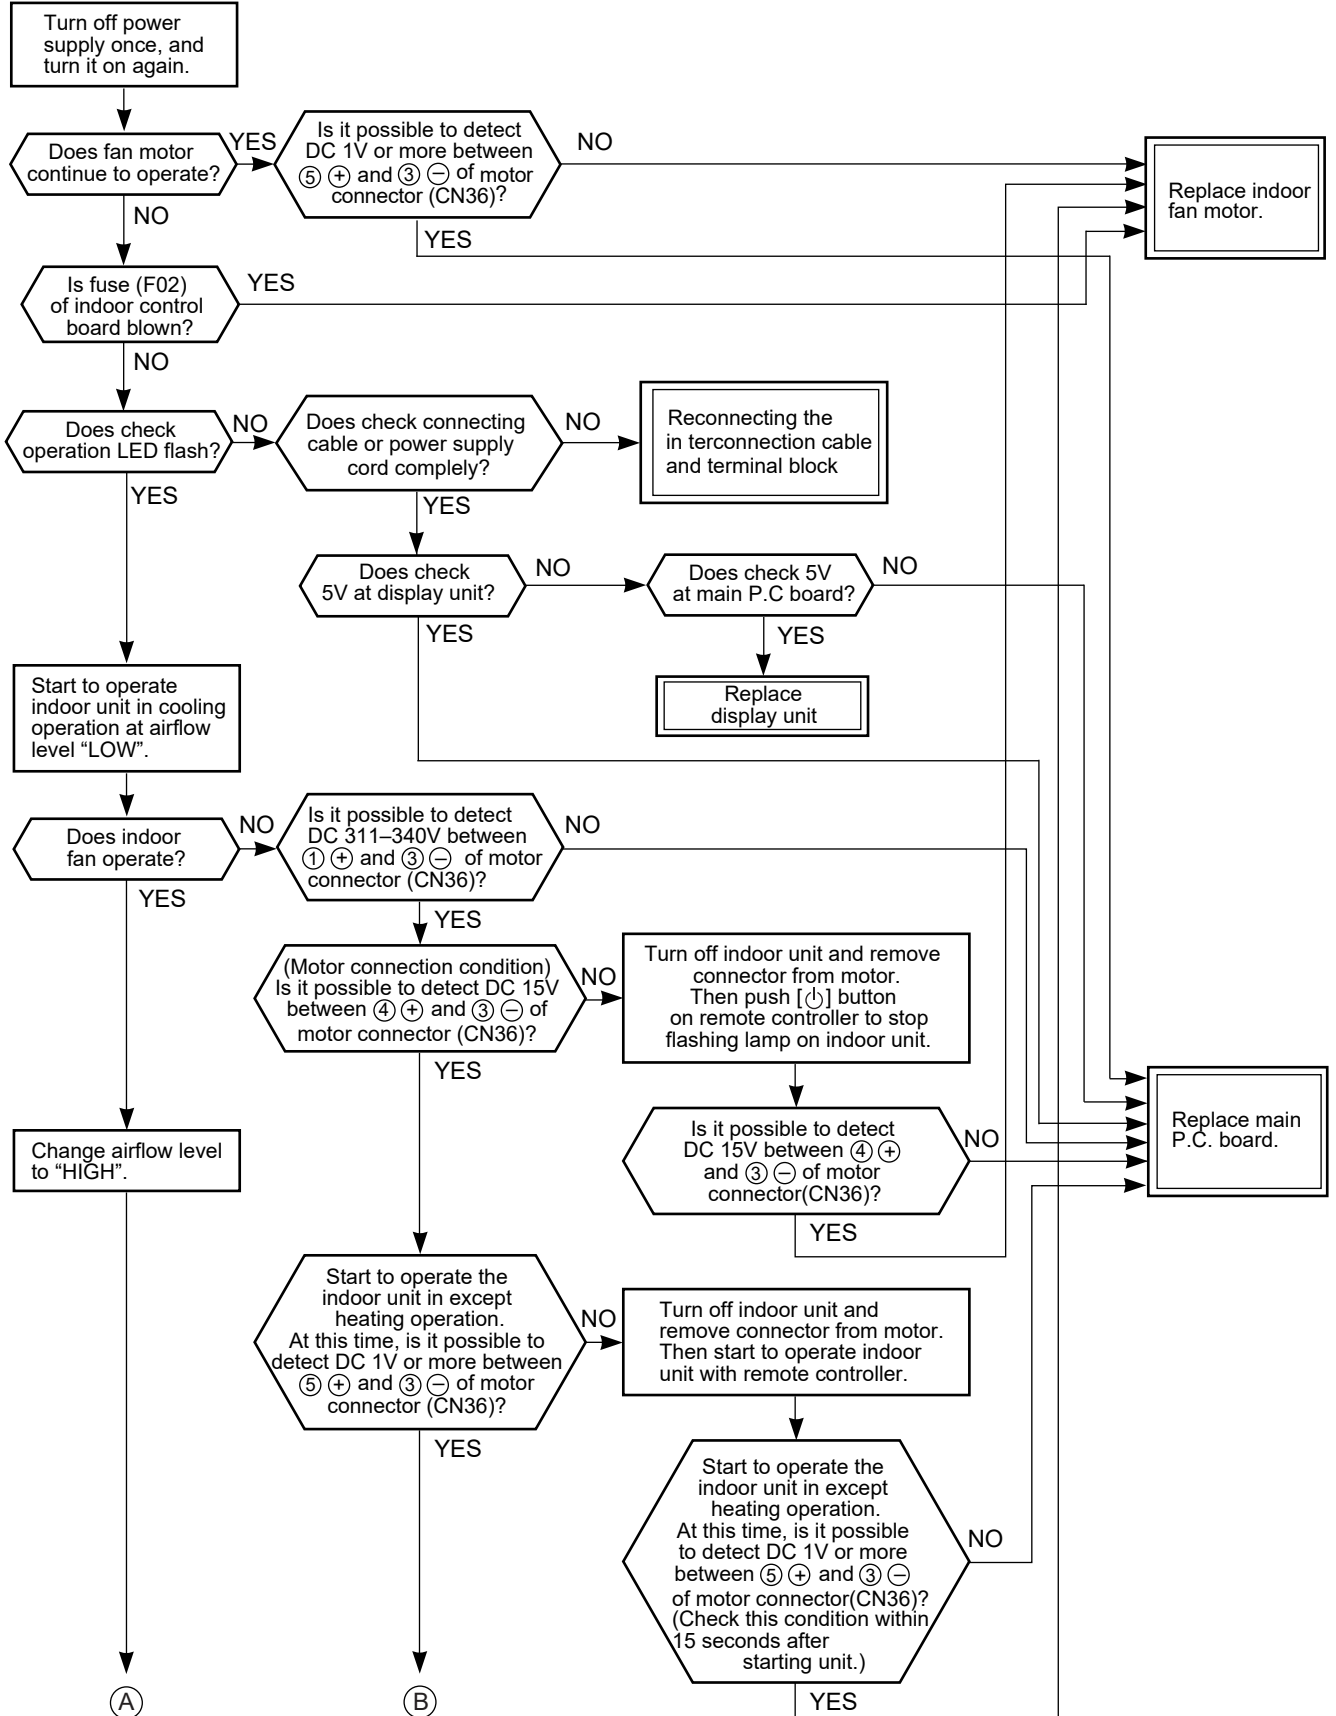 Turn off power
supply once, and
turn it on again.
Does fan motor
continue to operate?
YES
NO
Is it possible to detect
DC 1V or more between
⑤ ⊕ and ③ ⊖ of motor
connector (CN36)?
NO
YES
Replace indoor
fan motor.
Is fuse (F02)
of indoor control
board blown?
YES
NO
Does check
operation LED flash?
NO
YES
Does check connecting
cable or power supply
cord complely?
NO
YES
Reconnecting the
in terconnection cable
and terminal block
Does check
5V at display unit?
NO
YES
Does check 5V
at main P.C board?
NO
YES
Replace
display unit
Start to operate
indoor unit in cooling
operation at airflow
level “LOW”.
Does indoor
fan operate?
NO
YES
Is it possible to detect
DC 311–340V between
① ⊕ and ③ ⊖ of motor
connector (CN36)?
NO
YES
(Motor connection condition)
Is it possible to detect DC 15V
between ④ ⊕ and ③ ⊖ of
motor connector (CN36)?
NO
YES
Turn off indoor unit and remove
connector from motor.
Then push [⏻] button
on remote controller to stop
flashing lamp on indoor unit.
Is it possible to detect
DC 15V between ④ ⊕
and ③ ⊖ of motor
connector(CN36)?
NO
YES
Replace main
P.C. board.
Change airflow level
to “HIGH”.
Start to operate the
indoor unit in except
heating operation.
At this time, is it possible to
detect DC 1V or more between
⑤ ⊕ and ③ ⊖ of motor
connector (CN36)?
NO
YES
Turn off indoor unit and
remove connector from motor.
Then start to operate indoor
unit with remote controller.
Start to operate the
indoor unit in except
heating operation.
At this time, is it possible
to detect DC 1V or more
between ⑤ ⊕ and ③ ⊖
of motor connector(CN36)?
(Check this condition within
15 seconds after
starting unit.)
NO
YES
Ⓐ
Ⓑ